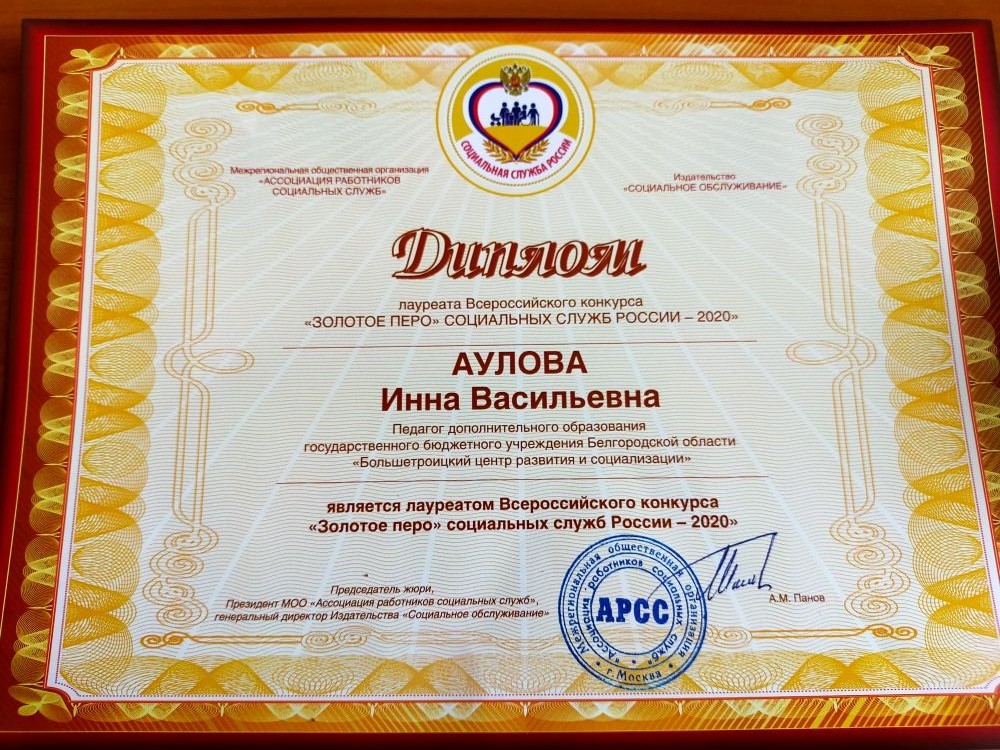 СОЦИАЛЬНАЯ СЛУЖБА РОССИИ
Межрегиональная общественная организация
«АССОЦИАЦИЯ РАБОТНИКОВ
СОЦИАЛЬНЫХ СЛУЖБ»
Издательство
«СОЦИАЛЬНОЕ ОБСЛУЖИВАНИЕ»
Диплом
лауреата Всероссийского конкурса
«ЗОЛОТОЕ ПЕРО» СОЦИАЛЬНЫХ СЛУЖБ РОССИИ – 2020»
АУЛОВА
Инна Васильевна
Педагог дополнительного образования
государственного бюджетного учреждения Белгородской области
«Большетроицкий центр развития и социализации»
является лауреатом Всероссийского конкурса
«Золотое перо» социальных служб России – 2020»
Председатель жюри,
Президент МОО «Ассоциация работников социальных служб»,
генеральный директор Издательства «Социальное обслуживание»
Межрегиональная общественная организация
«Ассоциация работников социальных служб»
АРСС
г. Москва
А.М. Панов